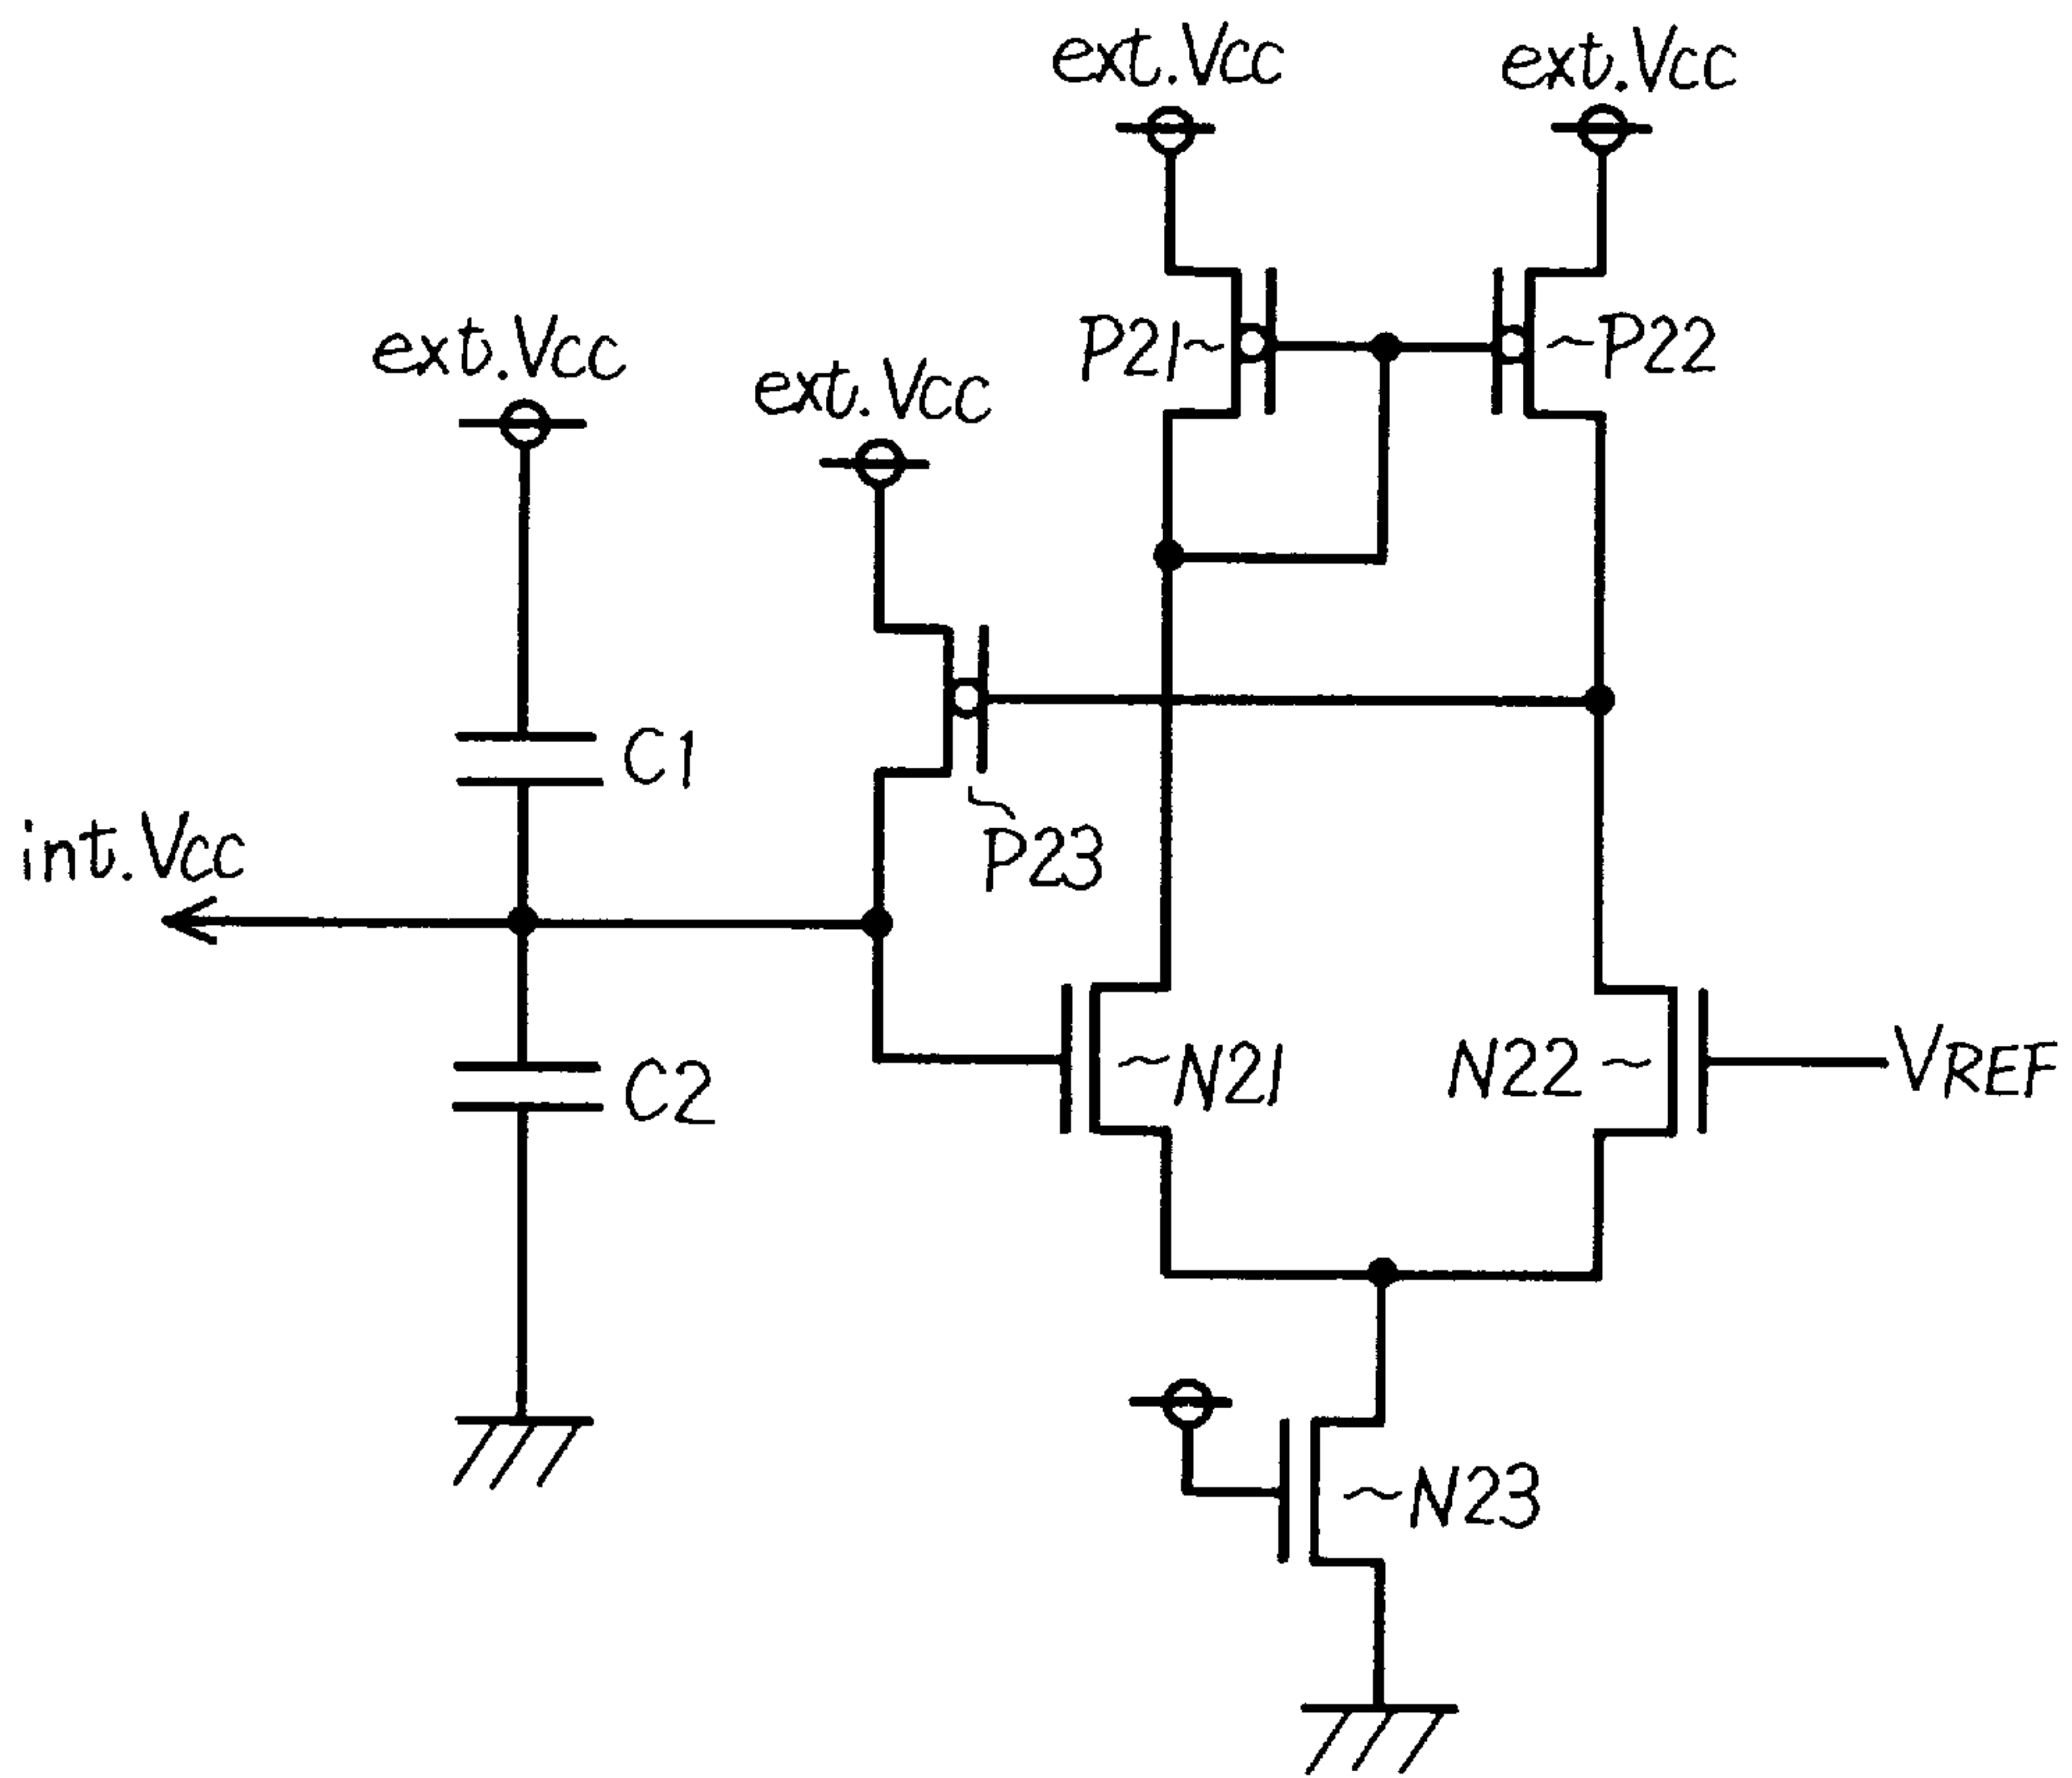 ext.Vcc
ext.Vcc
P21
P22
ext.Vcc
ext.Vcc
C1
P23
int.Vcc
C2
N21
N22
VREF
N23